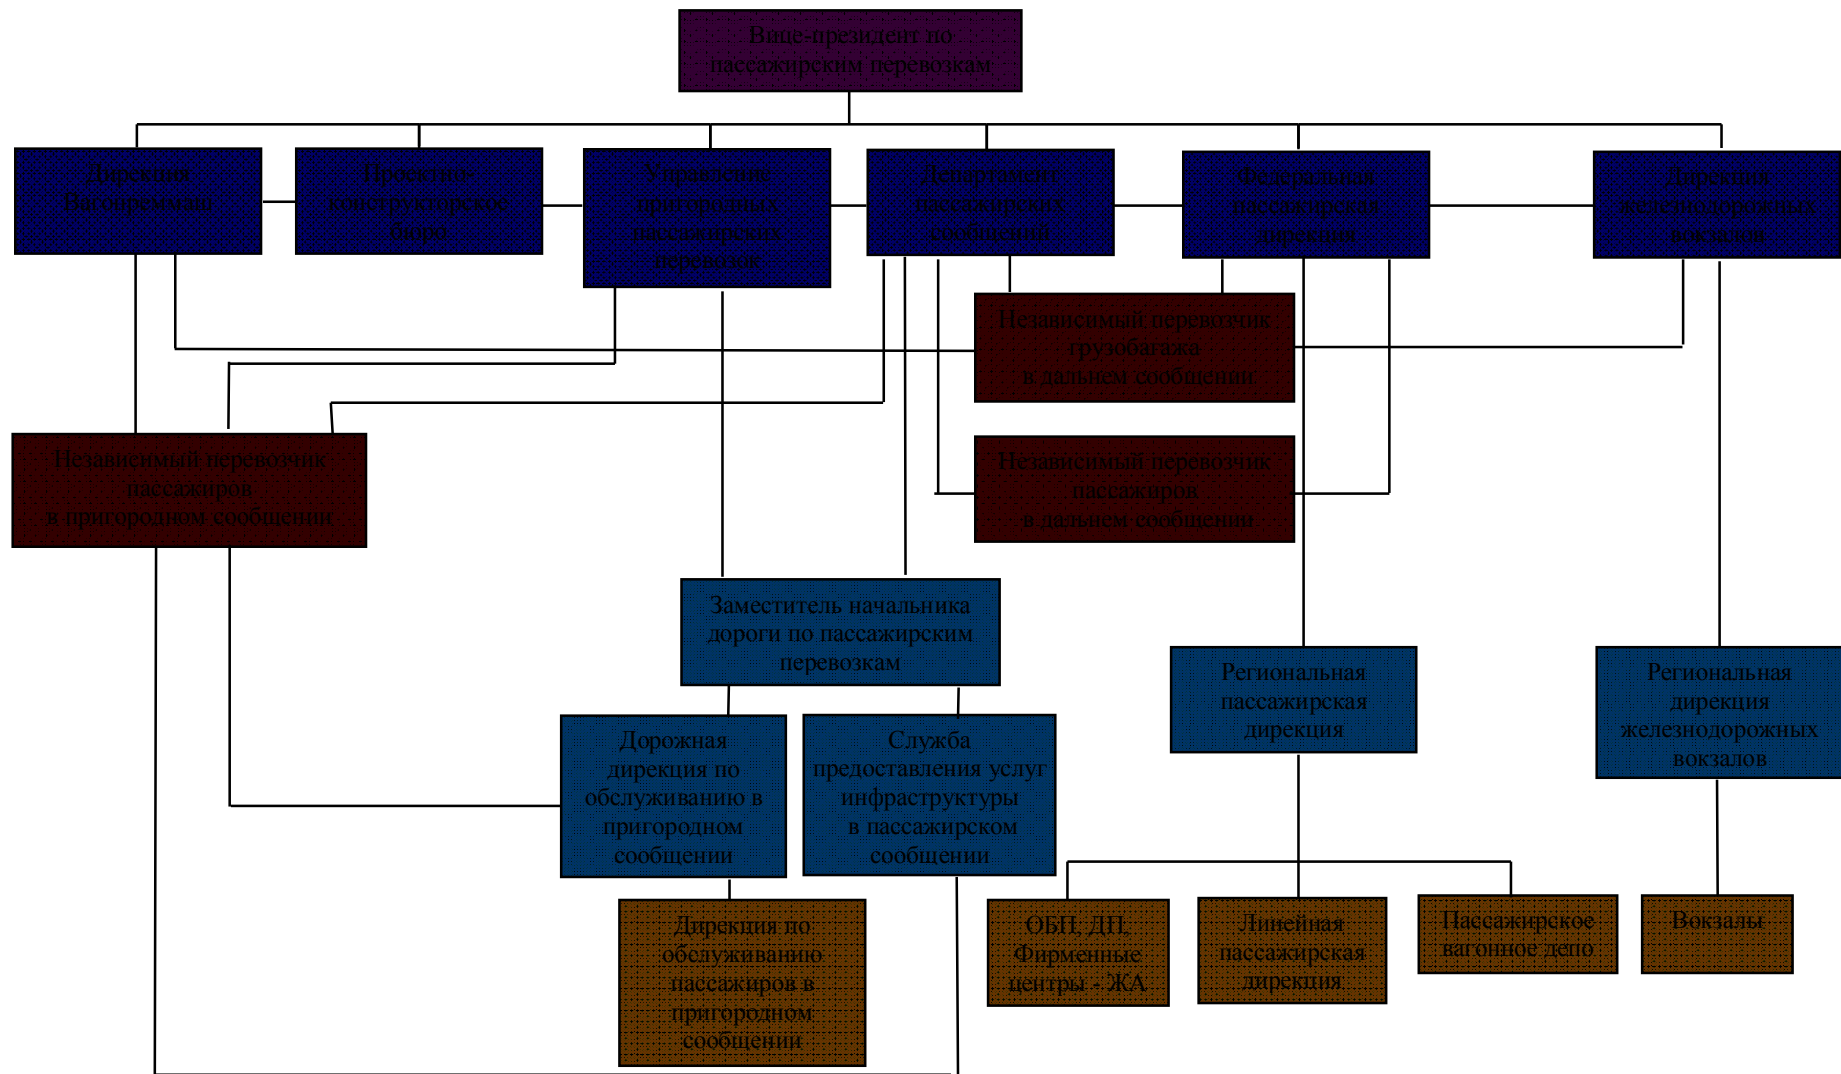 Вице-президент по
пассажирским перевозкам
Дирекция
Вагонреммаш
Проектно-
конструкторское
бюро
Управление
пригородных
пассажирских
перевозок
Департамент
пассажирских
сообщений
Федеральная
пассажирская
дирекция
Дирекция
железнодорожных
вокзалов
Независимый перевозчик
грузобагажа
в дальнем сообщении
Независимый перевозчик
пассажиров
в пригородном сообщении
Независимый перевозчик
пассажиров
в дальнем сообщении
Заместитель начальника
дороги по пассажирским
перевозкам
Региональная
пассажирская
дирекция
Региональная
дирекция
железнодорожных
вокзалов
Дорожная
дирекция по
обслуживанию в
пригородном
сообщении
Служба
предоставления услуг
инфраструктуры
в пассажирском
сообщении
Дирекция по
обслуживанию
пассажиров в
пригородном
сообщении
ОБП, ДП,
Фирменные
центры - ЖА
Линейная
пассажирская
дирекция
Пассажирское
вагонное депо
Вокзалы